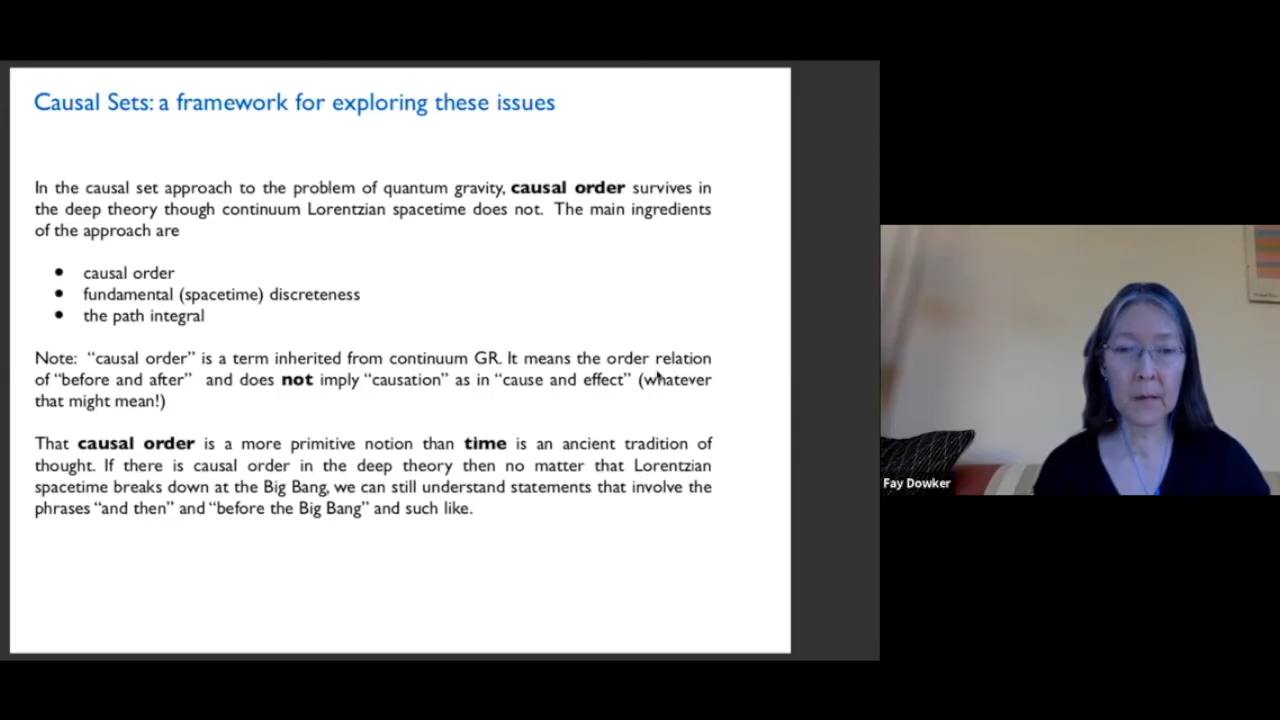 Causal Sets: a framework for exploring these issues
In the causal set approach to the problem of quantum gravity, causal order survives in
the deep theory though continuum Lorentzian spacetime does not. The main ingredients
of the approach are
• causal order
• fundamental (spacetime) discreteness
• the path integral
Note: “causal order” is a term inherited from continuum GR. It means the order relation
of “before and after” and does not imply “causation” as in “cause and effect” (whatever
that might mean!)
That causal order is a more primitive notion than time is an ancient tradition of
thought. If there is causal order in the deep theory then no matter that Lorentzian
spacetime breaks down at the Big Bang, we can still understand statements that involve the
phrases “and then” and “before the Big Bang” and such like.
Fay Dowker